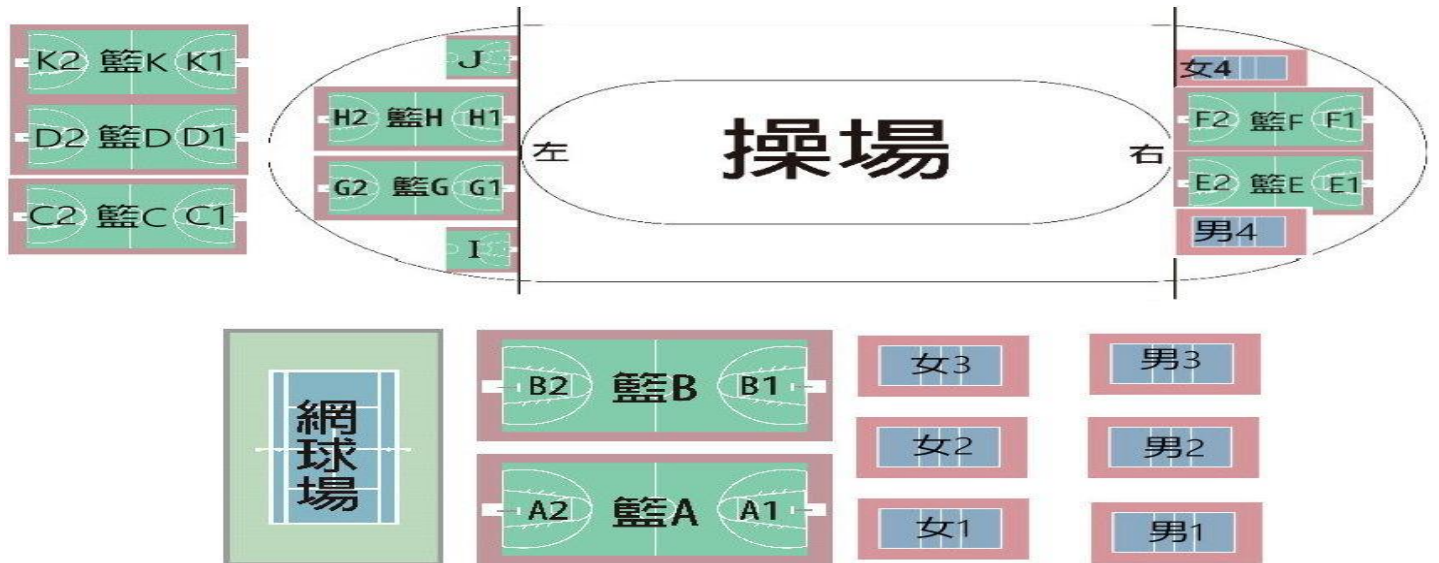 K2 籃K K1
D2 籃D D1
C2 籃C C1
J
H2 籃H H1
G2 籃G G1
I
左
操場
右
女4
F2 籃F F1
E2 籃E E1
男4
網球場
B2 籃B B1
A2 籃A A1
女3
男3
女2
男2
女1
男1